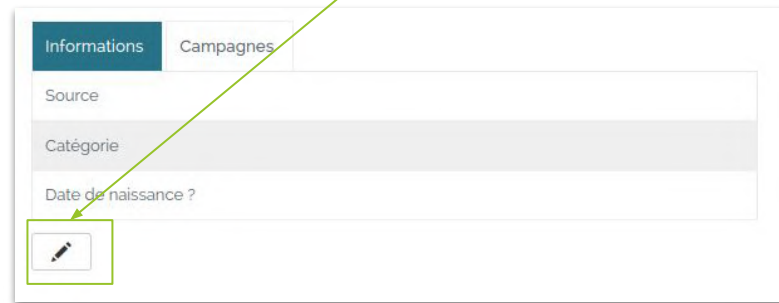 Informations Campagnes
Source
Catégorie
Date de naissance ?